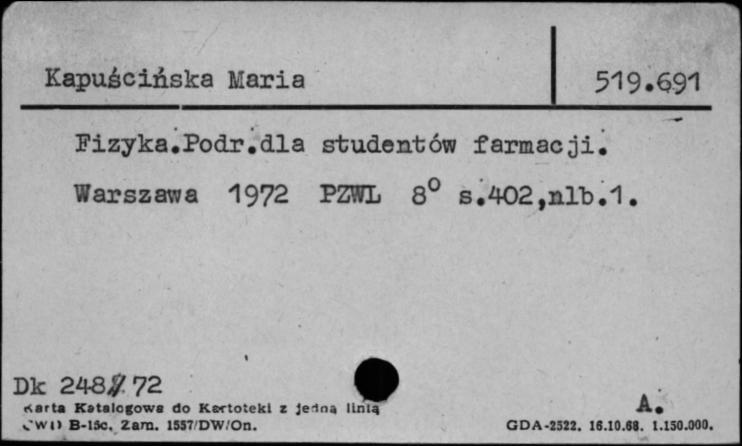 Kapuścińska Maria 519.691
Fizyka.Podr.dla studentów farmacji.
Warszawa 1972 PZWL 8° s.402,nlb.1.
Dk 248/72
A.
Karta Katalogowa do Kartoteki z jedną linią
CWD B-15c. Zam. 1557/DW/On. GDA-2522. 16.10.68. 1.150.000.